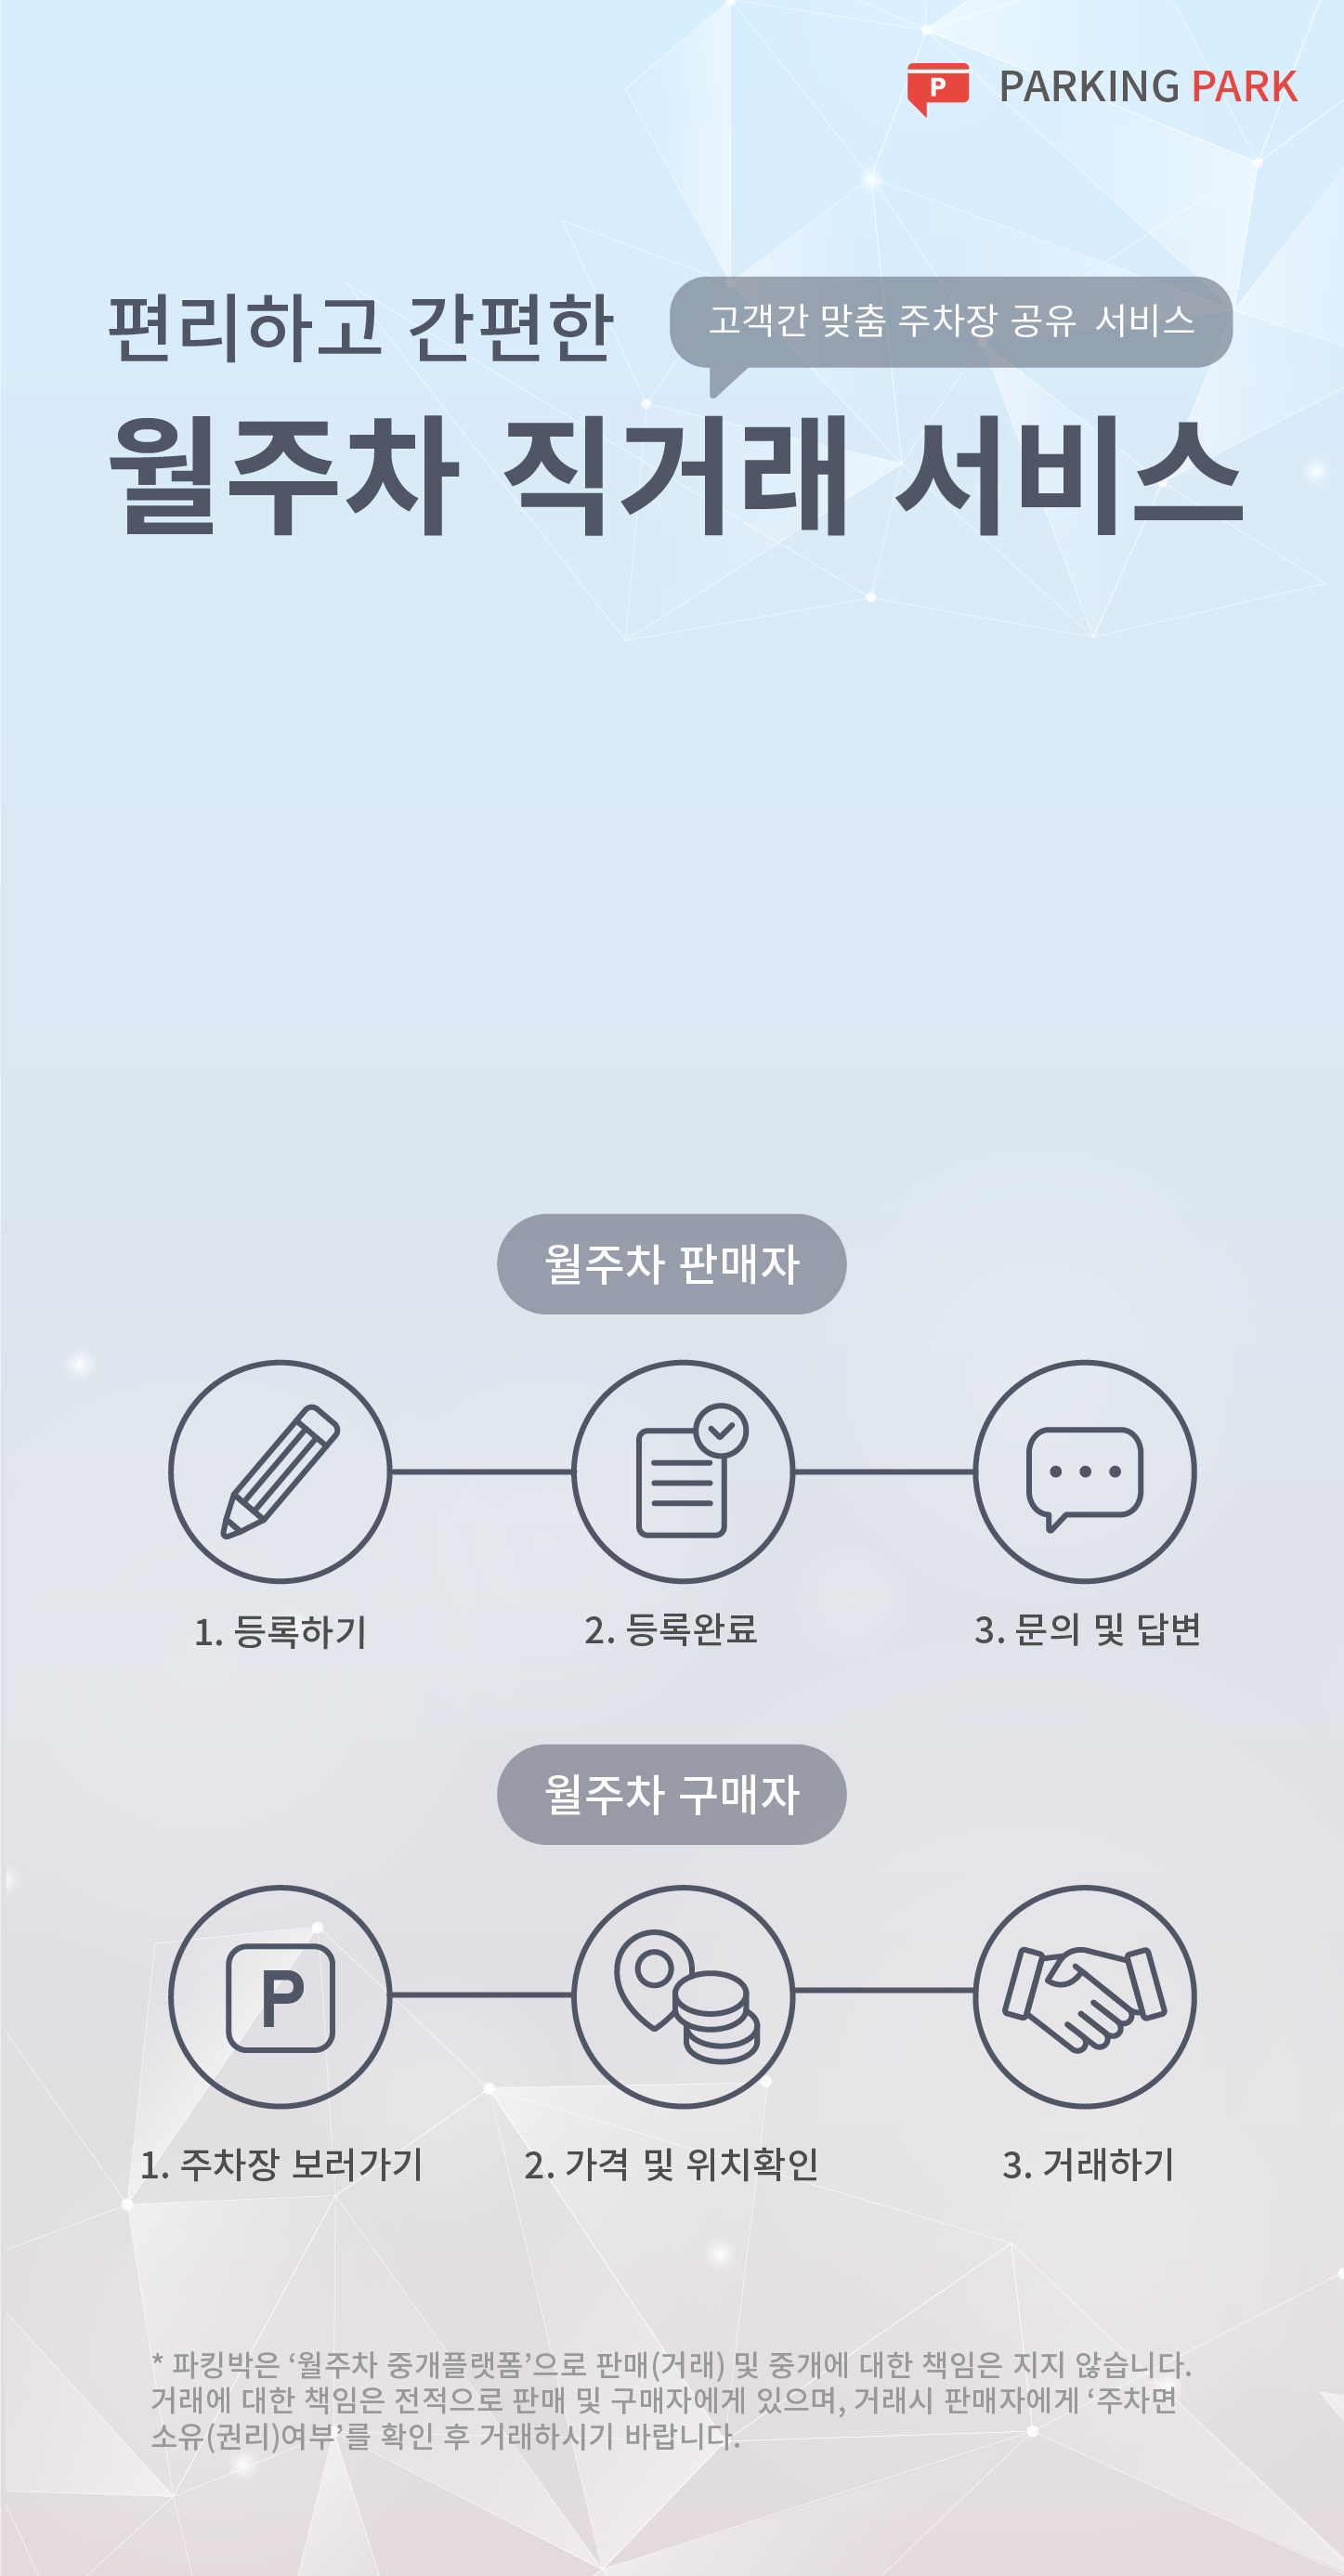 P PARKING PARK
편리하고 간편한
고객간 맞춤 주차장 공유 서비스
월주차 직거래 서비스
월주차 판매자
1. 등록하기
2. 등록완료
3. 문의 및 답변
월주차 구매자
P
1. 주차장 보러가기
2. 가격 및 위치확인
3. 거래하기
* 파킹박은 ‘월주차 중개플랫폼’으로 판매(거래) 및 중개에 대한 책임은 지지 않습니다.
거래에 대한 책임은 전적으로 판매 및 구매자에게 있으며, 거래시 판매자에게 ‘주차면
소유(권리)여부’를 확인 후 거래하시기 바랍니다.